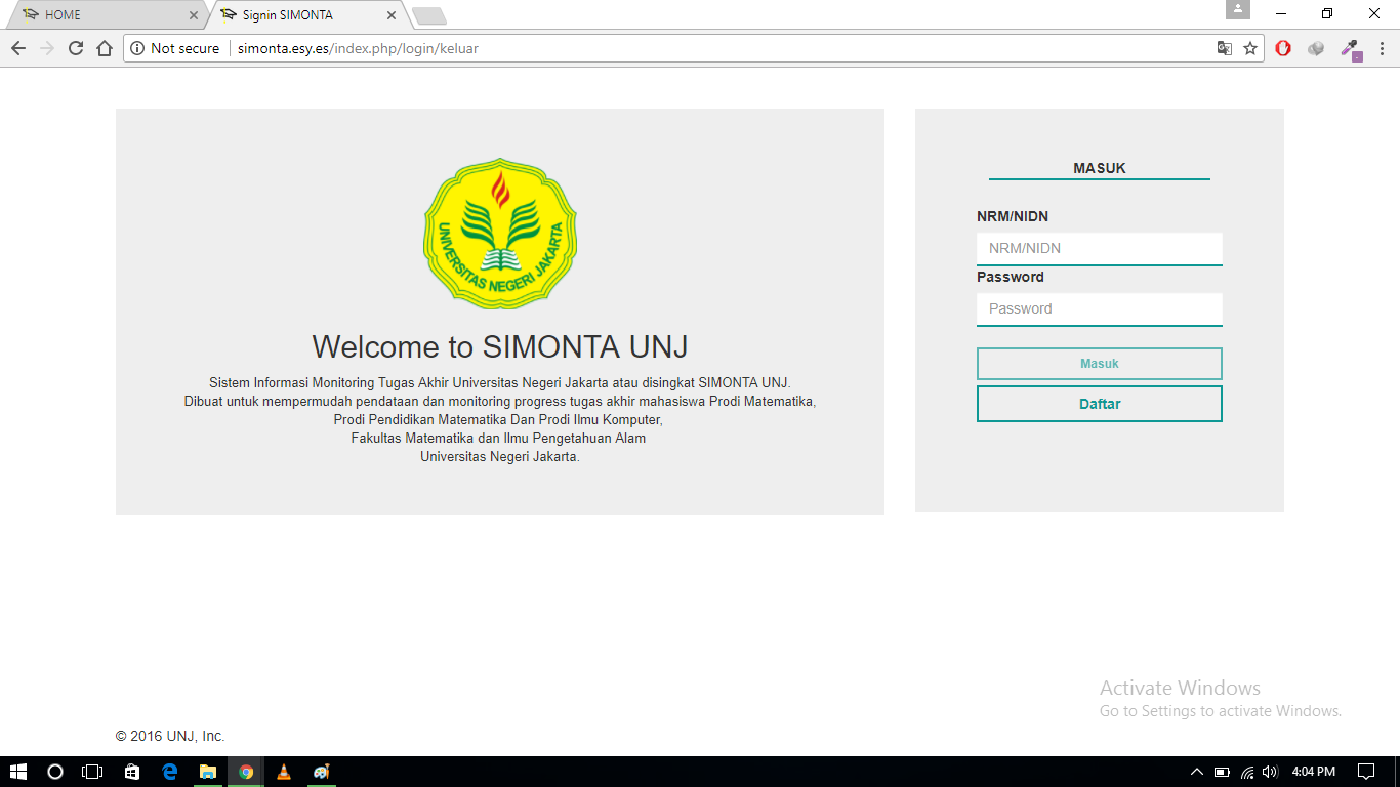 HOME
Signin SIMONTA
Not secure simonta.esy.es/index.php/login/keluar
UNIVERSITAS NEGERI JAKARTA
Welcome to SIMONTA UNJ
Sistem Informasi Monitoring Tugas Akhir Universitas Negeri Jakarta atau disingkat SIMONTA UNJ.
Dibuat untuk mempermudah pendataan dan monitoring progress tugas akhir mahasiswa Prodi Matematika,
Prodi Pendidikan Matematika Dan Prodi Ilmu Komputer,
Fakultas Matematika dan Ilmu Pengetahuan Alam
Universitas Negeri Jakarta.
MASUK
NRM/NIDN
NRM/NIDN
Password
Password
Masuk
Daftar
Activate Windows
Go to Settings to activate Windows.
© 2016 UNJ, Inc.
4:04 PM